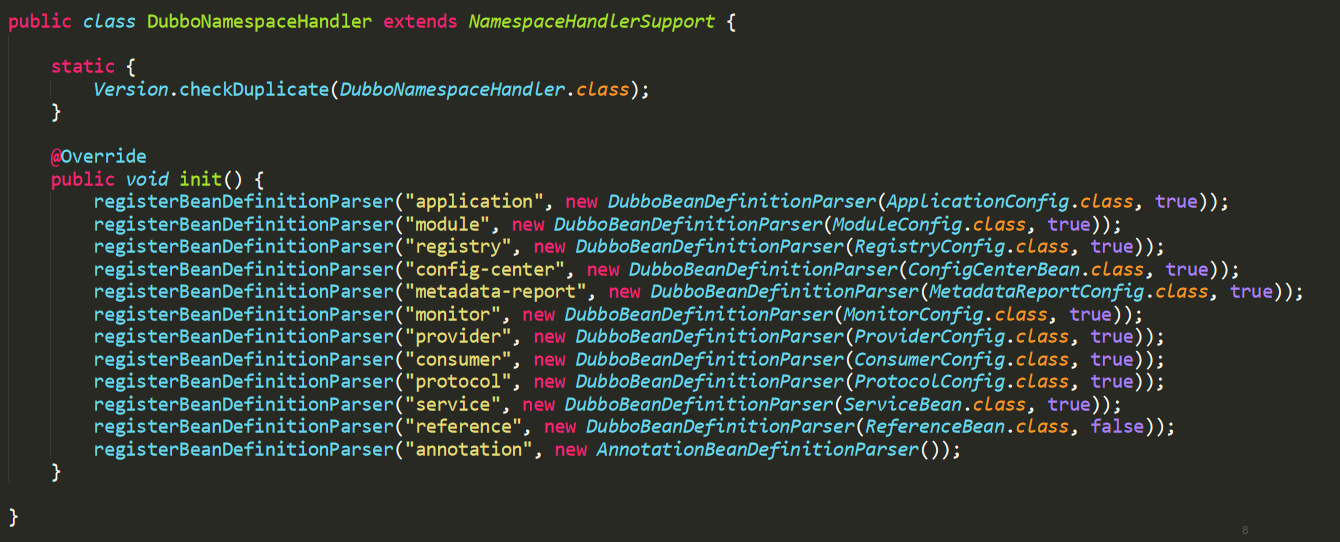 public class DubboNamespaceHandler extends NamespaceHandlerSupport {
static {
Version.checkDuplicate(DubboNamespaceHandler.class);
}
@Override
public void init() {
registerBeanDefinitionParser("application", new DubboBeanDefinitionParser(ApplicationConfig.class, true));
registerBeanDefinitionParser("module", new DubboBeanDefinitionParser(ModuleConfig.class, true));
registerBeanDefinitionParser("registry", new DubboBeanDefinitionParser(RegistryConfig.class, true));
registerBeanDefinitionParser("config-center", new DubboBeanDefinitionParser(ConfigCenterBean.class, true));
registerBeanDefinitionParser("metadata-report", new DubboBeanDefinitionParser(MetadataReportConfig.class, true));
registerBeanDefinitionParser("monitor", new DubboBeanDefinitionParser(MonitorConfig.class, true));
registerBeanDefinitionParser("provider", new DubboBeanDefinitionParser(ProviderConfig.class, true));
registerBeanDefinitionParser("consumer", new DubboBeanDefinitionParser(ConsumerConfig.class, true));
registerBeanDefinitionParser("protocol", new DubboBeanDefinitionParser(ProtocolConfig.class, true));
registerBeanDefinitionParser("service", new DubboBeanDefinitionParser(ServiceBean.class, true));
registerBeanDefinitionParser("reference", new DubboBeanDefinitionParser(ReferenceBean.class, false));
registerBeanDefinitionParser("annotation", new AnnotationBeanDefinitionParser());
}
}
8